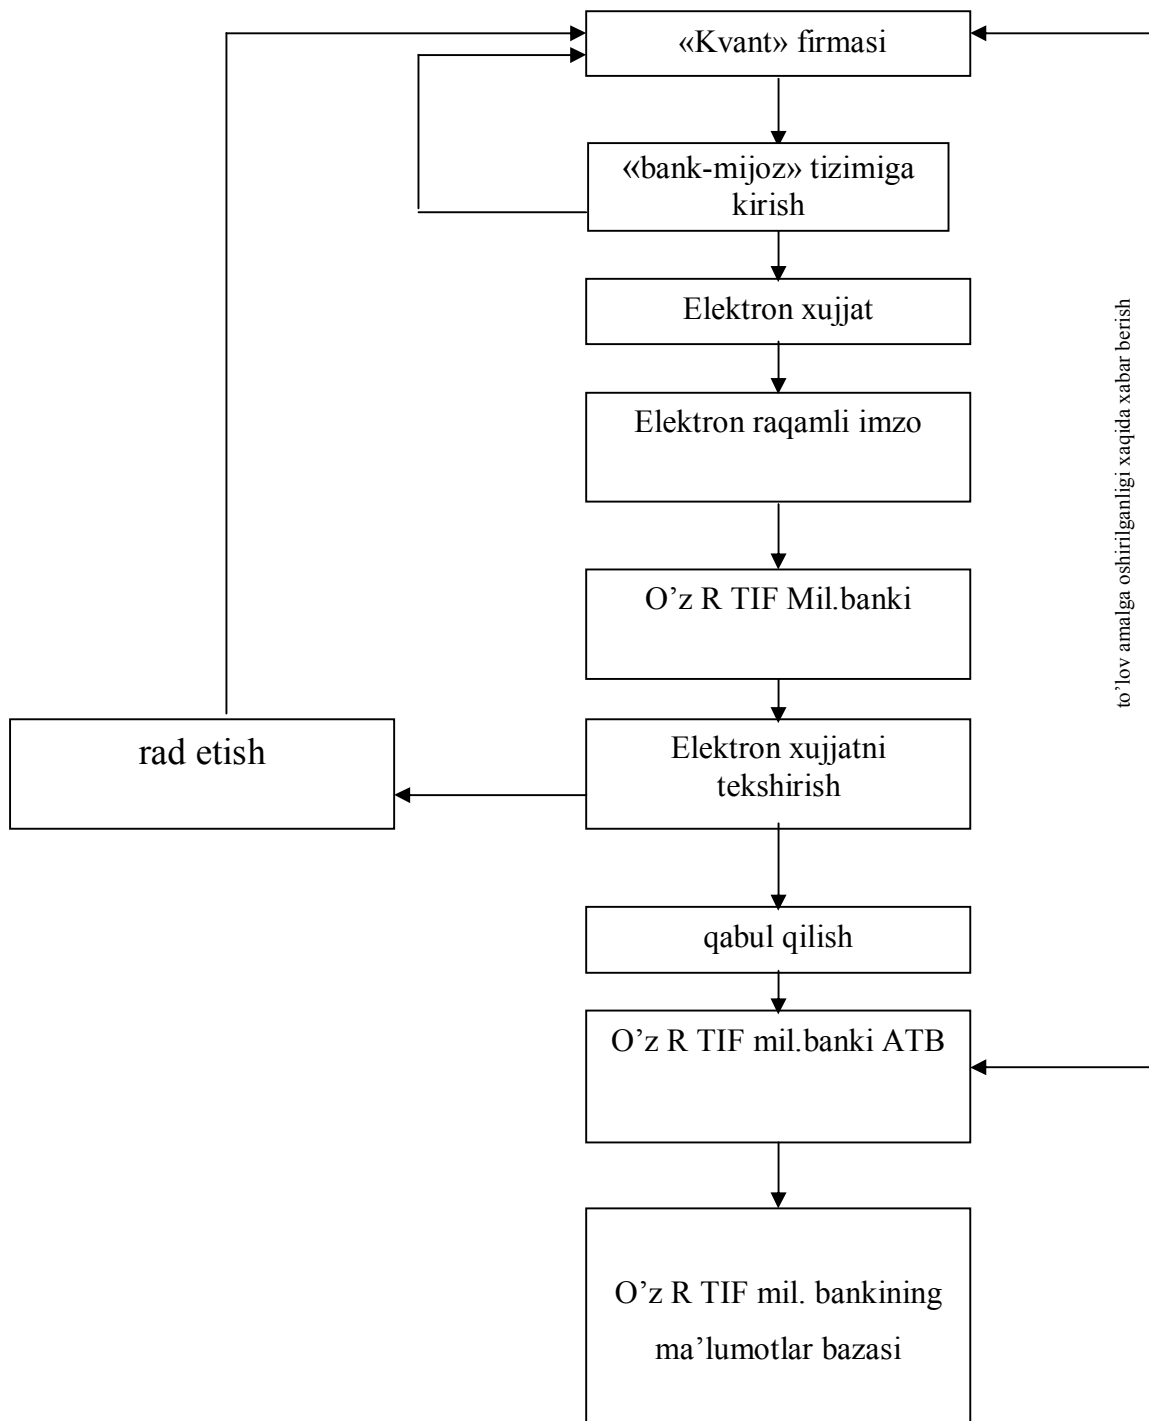 «Kvant» firmasi
«bank-mijoz» tizimiga
kirish
Elektron xujjat
Elektron raqamli imzo
to’lov amalga oshirilganligi xaqida xabar berish
O’z R TIF Mil.banki
rad etish
Elektron xujjatni
tekshirish
qabul qilish
O’z R TIF mil.banki ATB
O’z R TIF mil. bankining
ma’lumotlar bazasi